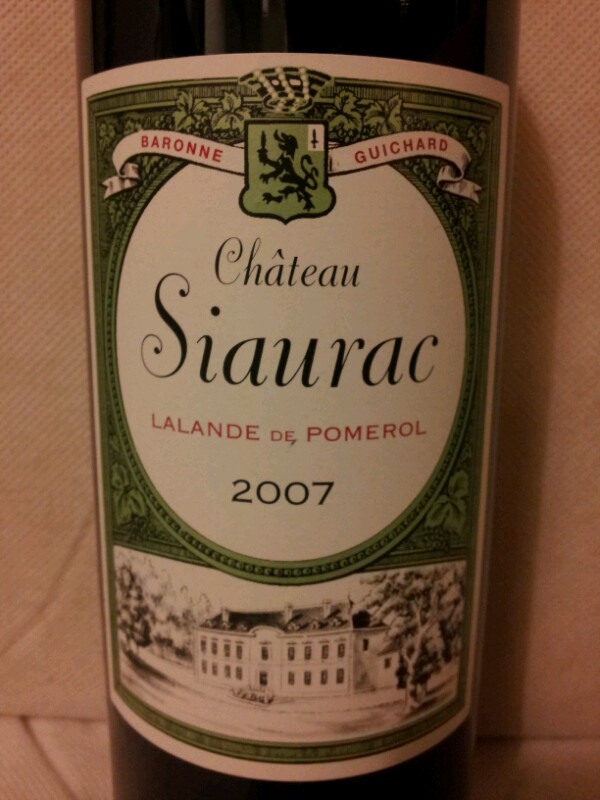 BARONNE GUICHARD
Château
Siaurac
LALANDE DE POMEROL
2007